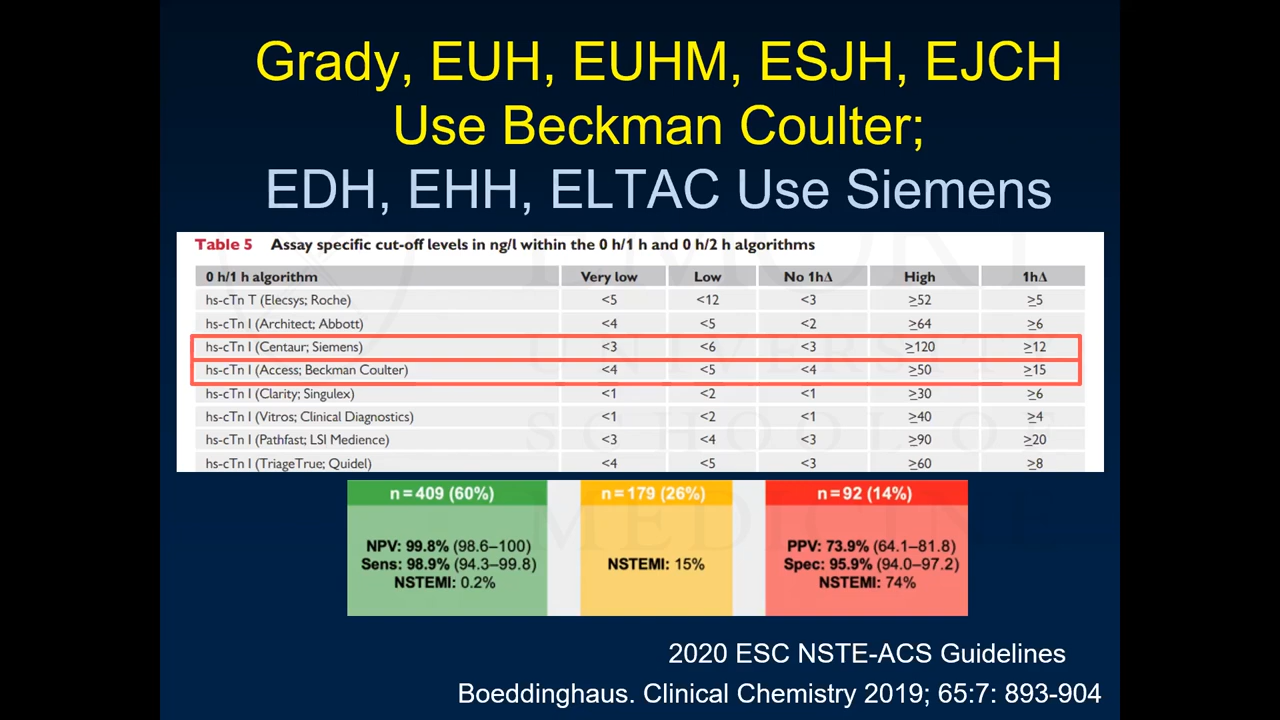 Grady, EUH, EUHM, ESJH, EJCH
Use Beckman Coulter;
EDH, EHH, ELTAC Use Siemens
Table 5 Assay specific cut-off levels in ng/l within the 0 h/1 h and 0 h/2 h algorithms
0 h/1 h algorithm Very low Low No 1hΔ High 1hΔ
hs-cTn T (Elecsys; Roche) <5 <12 <3 ≥52 ≥5
hs-cTn I (Architect; Abbott) <4 <5 <2 ≥64 ≥6
hs-cTn I (Centaur; Siemens) <3 <6 <3 ≥120 ≥12
hs-cTn I (Access; Beckman Coulter) <4 <5 <4 ≥50 ≥15
hs-cTn I (Clarity; Singulex) <1 <2 <1 ≥30 ≥6
hs-cTn I (Vitros; Clinical Diagnostics) <1 <2 <1 ≥40 ≥4
hs-cTn I (Pathfast; LSI Medience) <3 <4 <3 ≥90 ≥20
hs-cTn I (TriageTrue; Quidel) <4 <5 <3 ≥60 ≥8
EMORY
UNIVERSITY
SCHOOL OF
MEDICINE
n=409 (60%) n=179 (26%) n=92 (14%)
NPV: 99.8% (98.6–100) PPV: 73.9% (64.1–81.8)
Sens: 98.9% (94.3–99.8) NSTEMI: 15% Spec: 95.9% (94.0–97.2)
NSTEMI: 0.2% NSTEMI: 74%
2020 ESC NSTE-ACS Guidelines
Boeddinghaus. Clinical Chemistry 2019; 65:7: 893-904